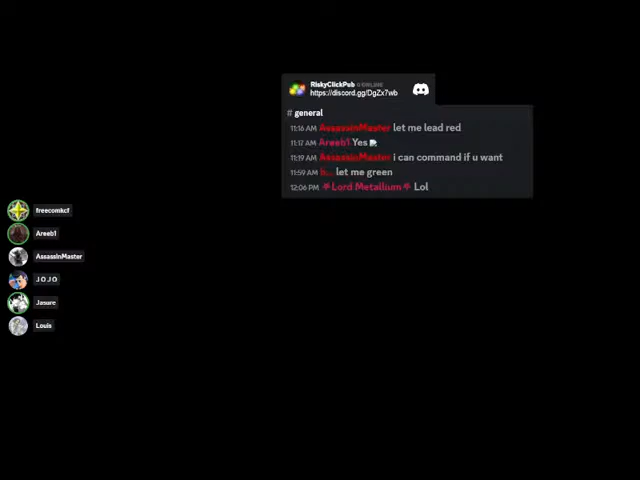 RiskyClickPub ONLINE
https://discord.gg/DgZx7wb
# general
11:16 AM AssassinMaster let me lead red
11:17 AM Areeb1 Yes
11:19 AM AssassinMaster i can command if u want
11:59 AM let me green
12:06 PM Lord Metallium Lol
freecomkcf
Areeb1
AssassinMaster
J O J O
Jasure
Louis